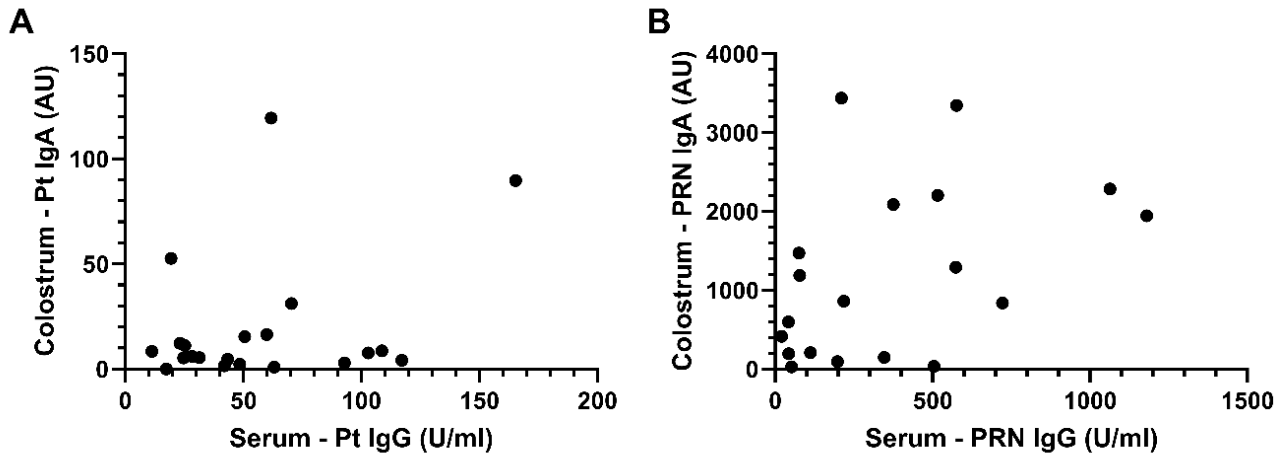 A
Colostrum - Pt IgA (AU)
150
100
50
0
0 50 100 150 200
Serum - Pt IgG (U/ml)
B
Colostrum - PRN IgA (AU)
4000
3000
2000
1000
0
0 500 1000 1500
Serum - PRN IgG (U/ml)